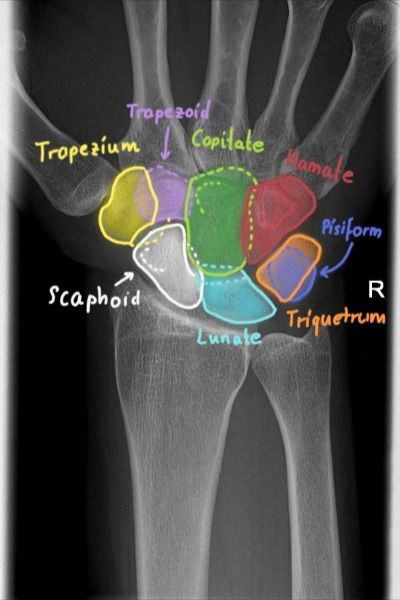 Trapezoid
Trapezium
Capitate
Hamate
Pisiform
R
Scaphoid
Triquetrum
Lunate